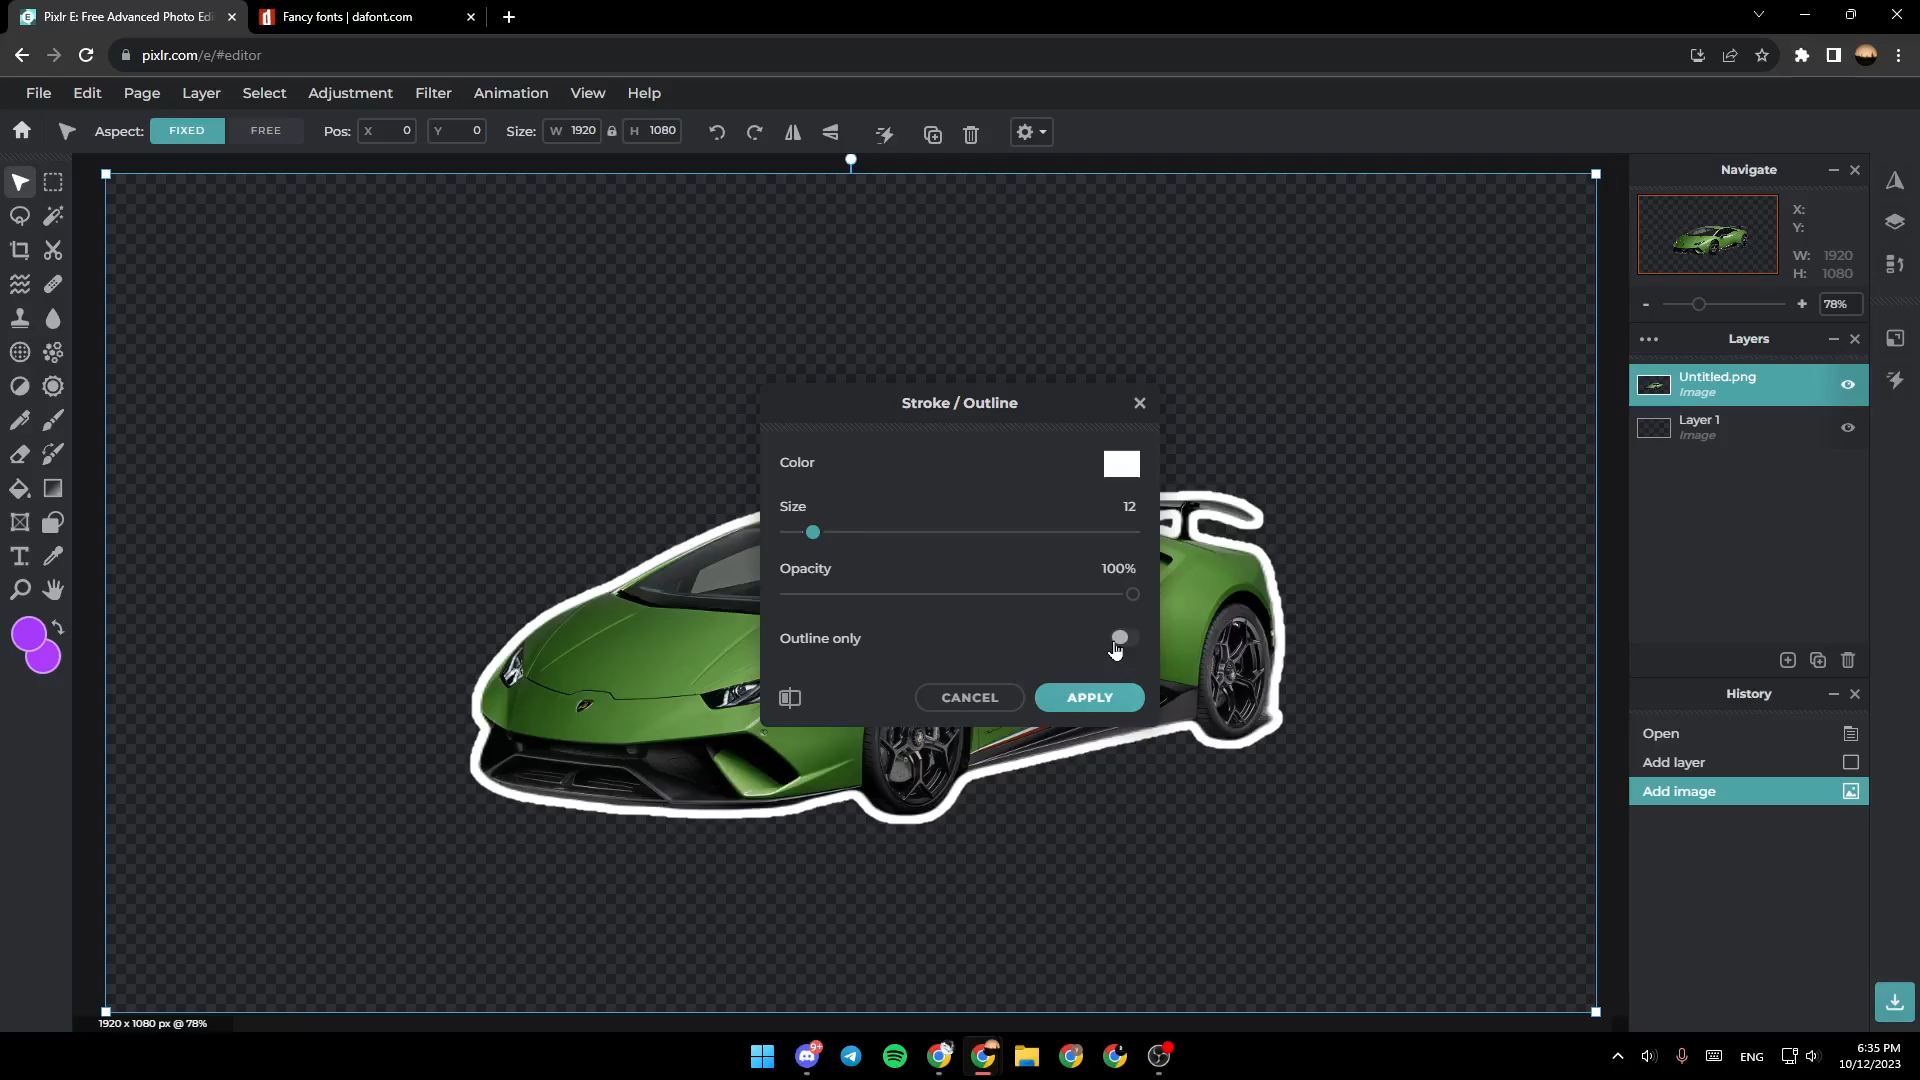 Pixlr E: Free Advanced Photo Edi
Fancy fonts | dafont.com
pixlr.com/e/#editor
File Edit Page Layer Select Adjustment Filter Animation View Help
Aspect: FIXED FREE Pos: X 0 Y 0 Size: W 1920 H 1080
Navigate
X:
Y:
W: 1920
H: 1080
- + 78%
Layers
Untitled.png
Image
Layer 1
Image
Stroke / Outline
Color
Size 12
Opacity 100%
Outline only
CANCEL APPLY
History
Open
Add layer
Add image
1920 x 1080 px @ 78%
9+
ENG
6:35 PM
10/12/2023